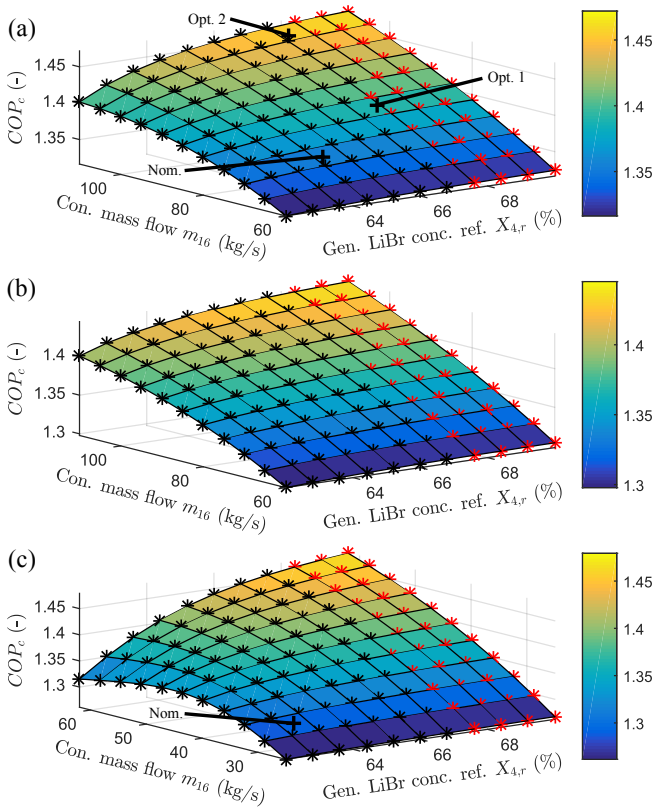 (a)
Opt. 2
Opt. 1
Nom.
1.45
1.4
1.35
COP_c (-)
100
80
60
Con. mass flow m_16 (kg/s)
64
66
68
Gen. LiBr conc. ref. X_4,r (%)
1.45
1.4
1.35
(b)
1.4
1.35
1.3
COP_c (-)
100
80
60
Con. mass flow m_16 (kg/s)
64
66
68
Gen. LiBr conc. ref. X_4,r (%)
1.4
1.35
1.3
(c)
Nom.
1.45
1.4
1.35
1.3
COP_c (-)
60
50
40
30
Con. mass flow m_16 (kg/s)
64
66
68
Gen. LiBr conc. ref. X_4,r (%)
1.45
1.4
1.35
1.3